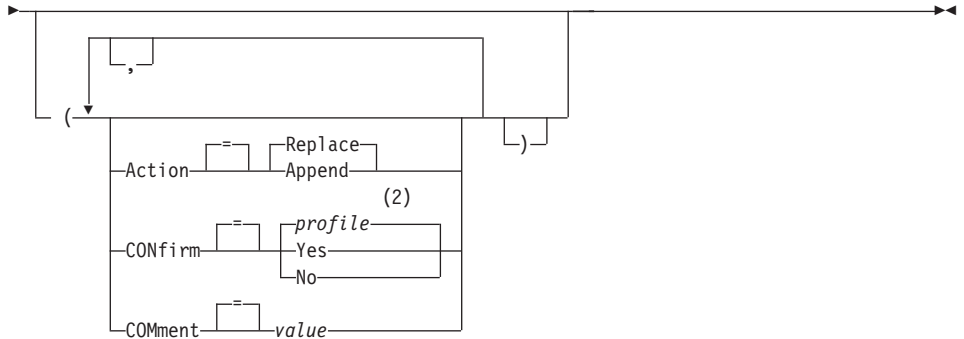 ,
(
)
=
Replace
Action
Append
(2)
=
profile
CONfirm
Yes
No
=
COMment
value